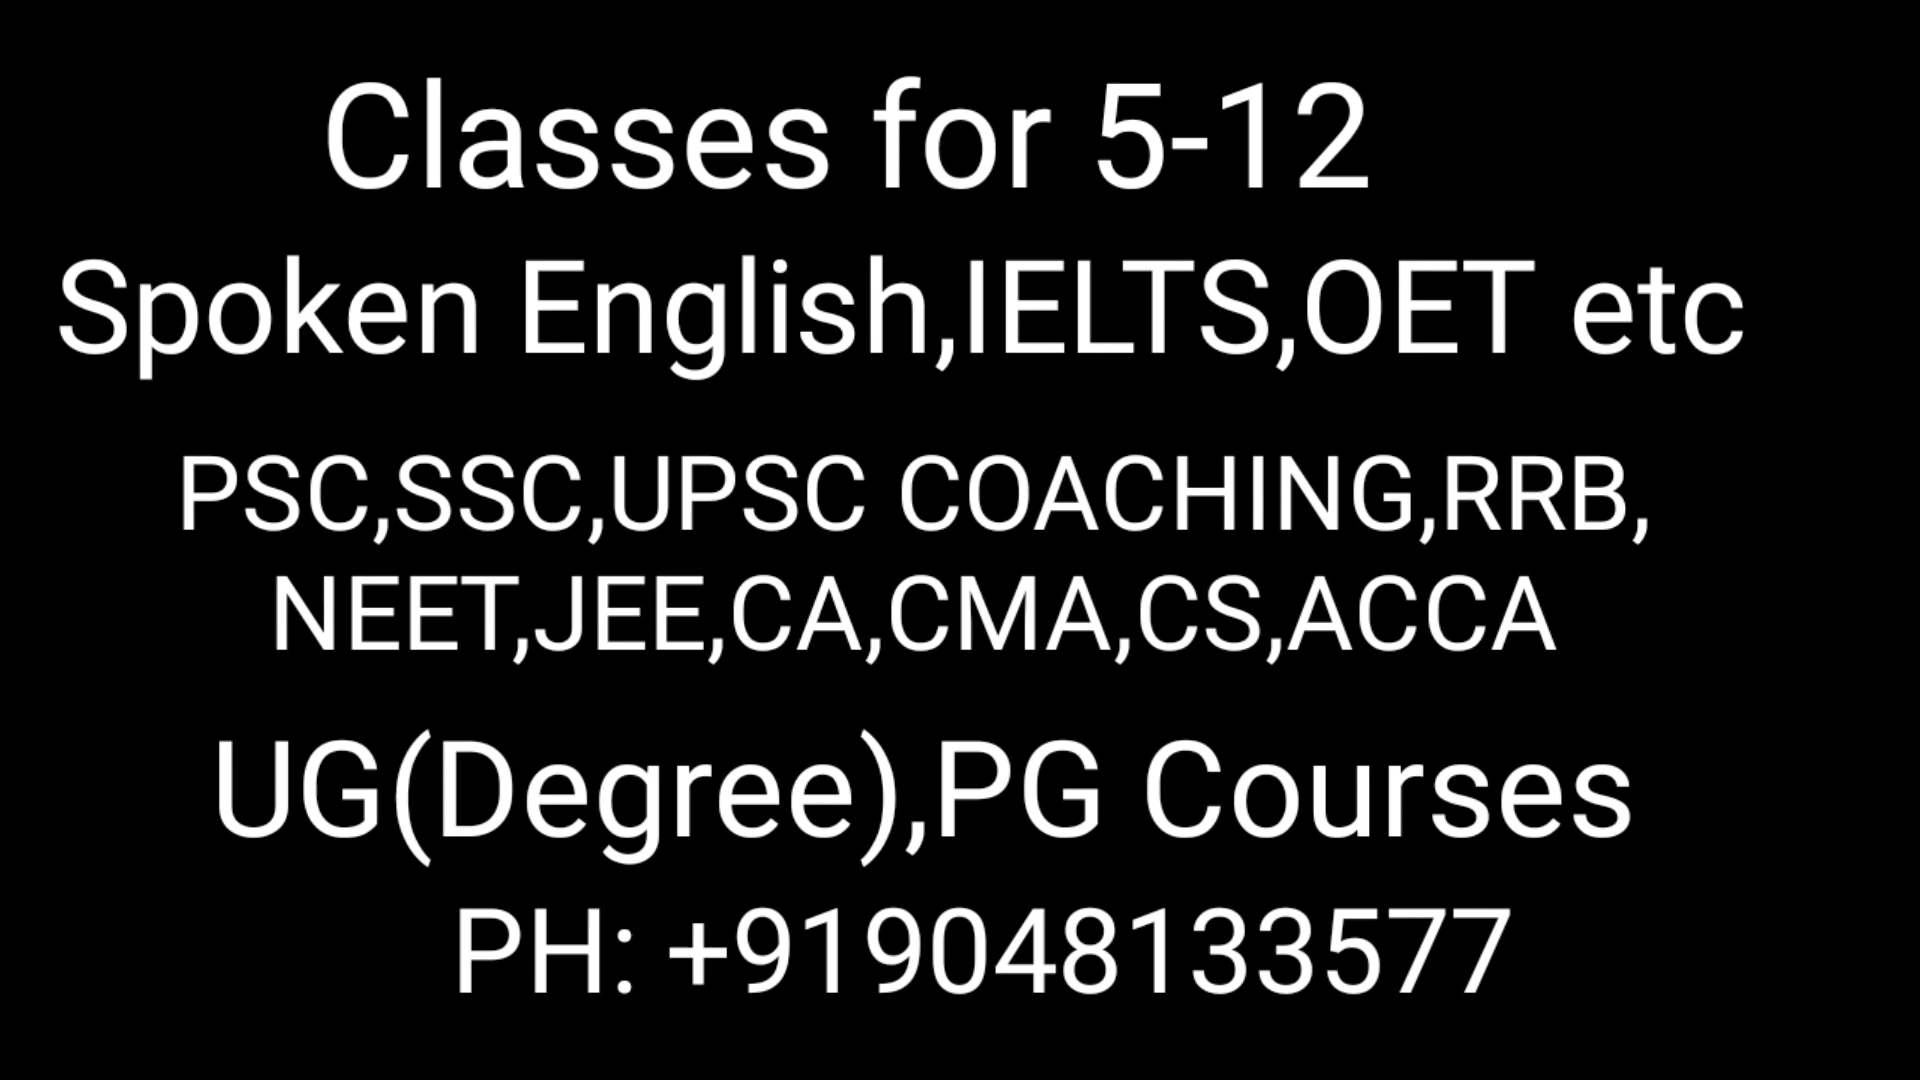 Classes for 5-12
Spoken English,IELTS,OET etc
PSC,SSC,UPSC COACHING,RRB,
NEET,JEE,CA,CMA,CS,ACCA
UG(Degree),PG Courses
PH: +919048133577